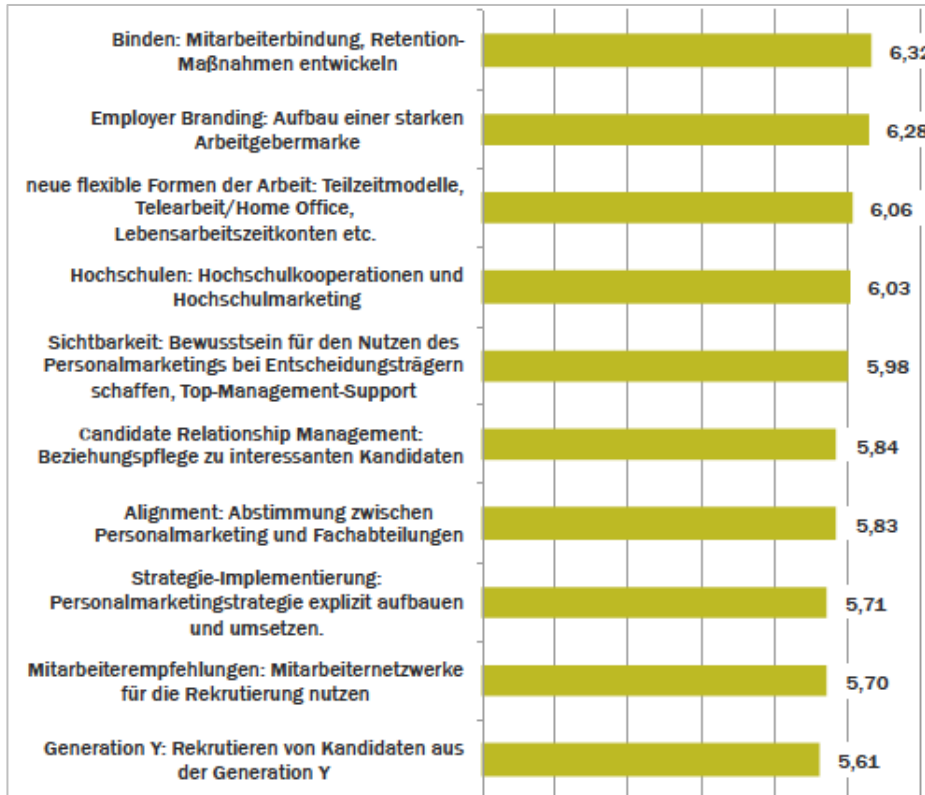 Binden: Mitarbeiterbindung, Retention-
Maßnahmen entwickeln
6,32
Employer Branding: Aufbau einer starken
Arbeitgebermarke
6,28
neue flexible Formen der Arbeit: Teilzeitmodelle,
Telearbeit/Home Office,
Lebensarbeitszeitkonten etc.
6,06
Hochschulen: Hochschulkooperationen und
Hochschulmarketing
6,03
Sichtbarkeit: Bewusstsein für den Nutzen des
Personalmarketings bei Entscheidungsträgern
schaffen, Top-Management-Support
5,98
Candidate Relationship Management:
Beziehungspflege zu interessanten Kandidaten
5,84
Alignment: Abstimmung zwischen
Personalmarketing und Fachabteilungen
5,83
Strategie-Implementierung:
Personalmarketingstrategie explizit aufbauen
und umsetzen.
5,71
Mitarbeiterempfehlungen: Mitarbeiternetzwerke
für die Rekrutierung nutzen
5,70
Generation Y: Rekrutieren von Kandidaten aus
der Generation Y
5,61